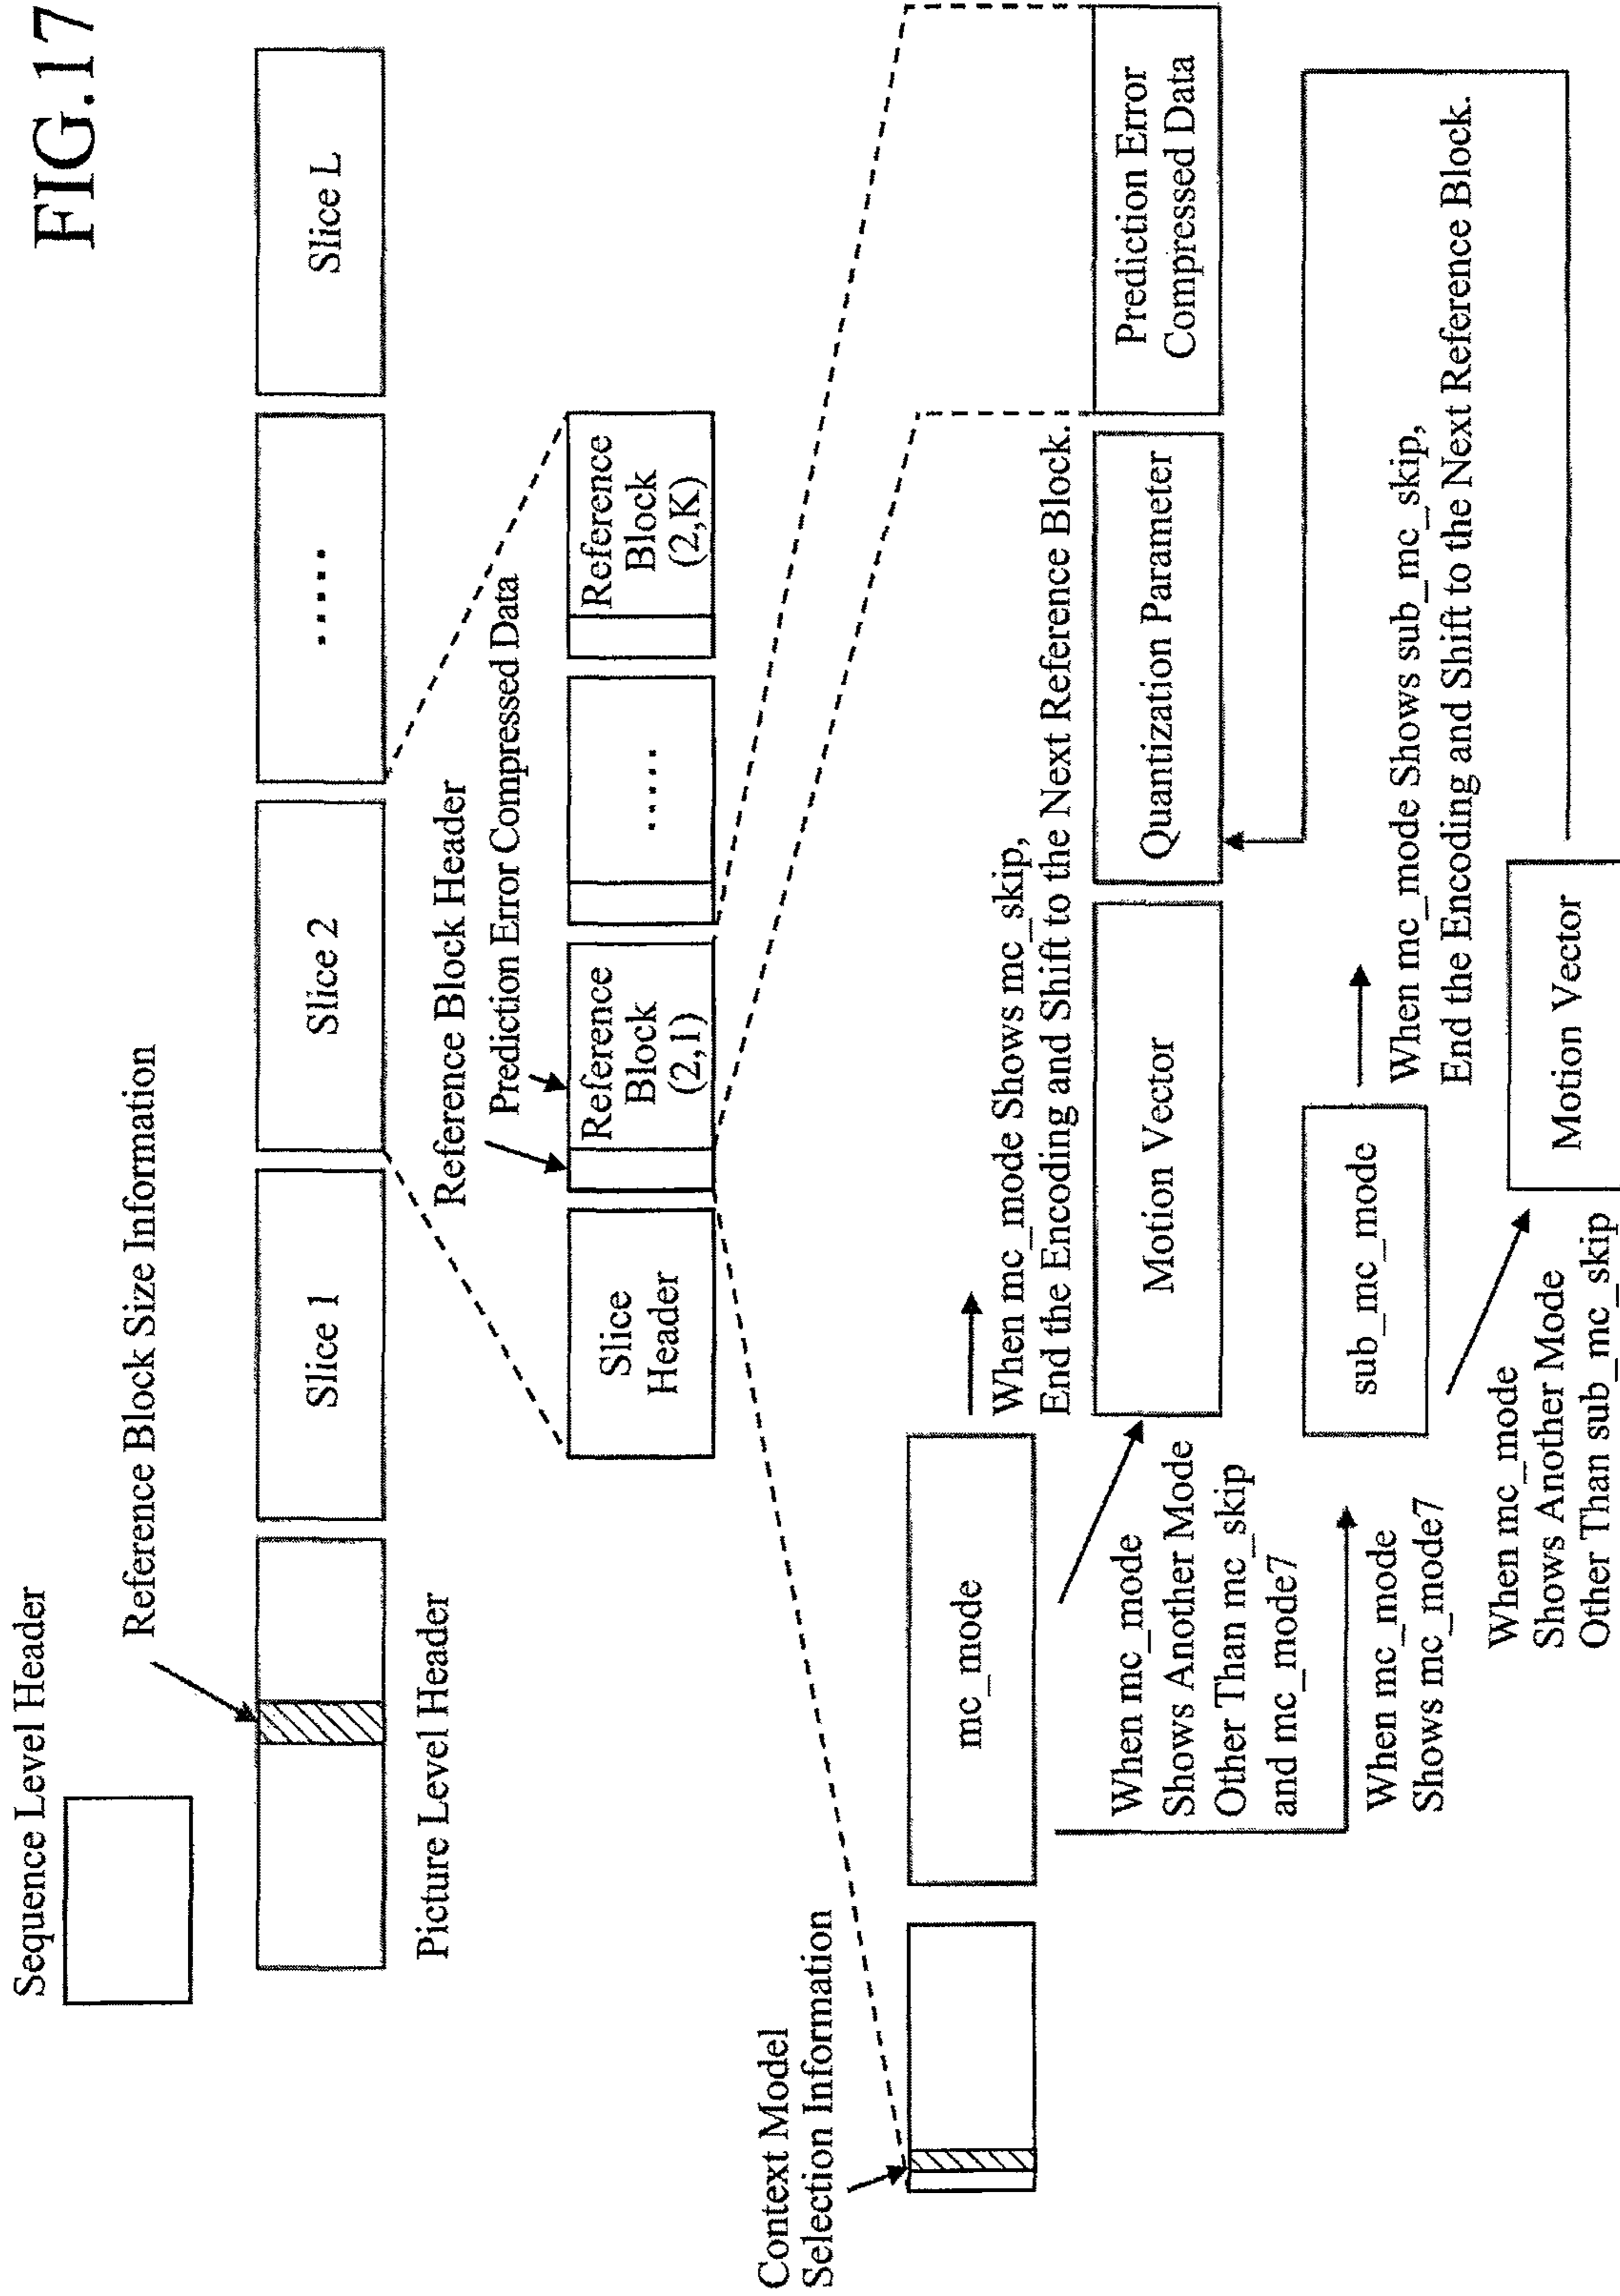 FIG.17
Sequence Level Header
Reference Block Size Information
Slice 1
Slice 2
.....
Slice L
Picture Level Header
Reference Block Header
Prediction Error Compressed Data
Slice
Header
Reference
Block
(2,1)
.....
Reference
Block
(2,K)
Context Model
Selection Information
mc_mode
When mc_mode Shows mc_skip,
End the Encoding and Shift to the Next Reference Block.
When mc_mode
Shows Another Mode
Other Than mc_skip
and mc_mode7
Motion Vector
Quantization Parameter
Prediction Error
Compressed Data
When mc_mode
Shows mc_mode7
sub_mc_mode
When mc_mode Shows sub_mc_skip,
End the Encoding and Shift to the Next Reference Block.
When mc_mode
Shows Another Mode
Other Than sub_mc_skip
Motion Vector